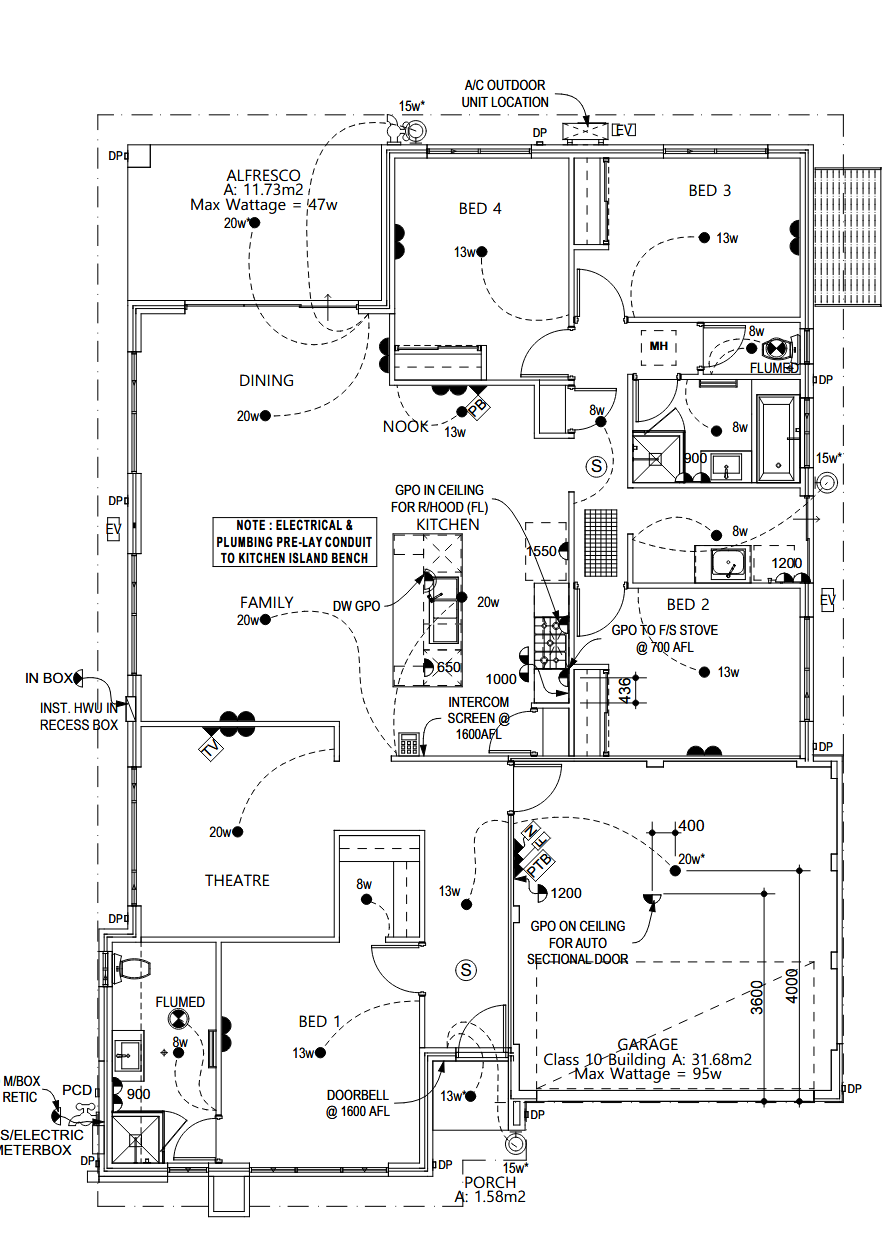 A/C OUTDOOR
UNIT LOCATION
15w*
DP
EV
DP
ALFRESCO
A: 11.73m2
Max Wattage = 47w
20w*
BED 4
13w
BED 3
13w
MH
8w
FLUMED
DP
DINING
20w
NOOK
PB
13w
8w
8w
900
15w*
S
GPO IN CEILING
FOR R/HOOD (FL)
KITCHEN
DP
EV
NOTE : ELECTRICAL &
PLUMBING PRE-LAY CONDUIT
TO KITCHEN ISLAND BENCH
1550
8w
1200
FAMILY
20w
DW GPO
20w
BED 2
EV
GPO TO F/S STOVE
@ 700 AFL
13w
650
1000
436
IN BOX
INST. HWU IN
RECESS BOX
INTERCOM
SCREEN @
1600AFL
TV
DP
20w
THEATRE
8w
13w
N
F
PTB
1200
400
20w*
GPO ON CEILING
FOR AUTO
SECTIONAL DOOR
DP
S
3600
4000
FLUMED
8w
BED 1
13w
GARAGE
Class 10 Building A: 31.68m2
Max Wattage = 95w
M/BOX
RETIC
PCD
900
DOORBELL
@ 1600 AFL
13w*
DP
DP
S/ELECTRIC
METERBOX
DP
DP
15w*
PORCH
A: 1.58m2